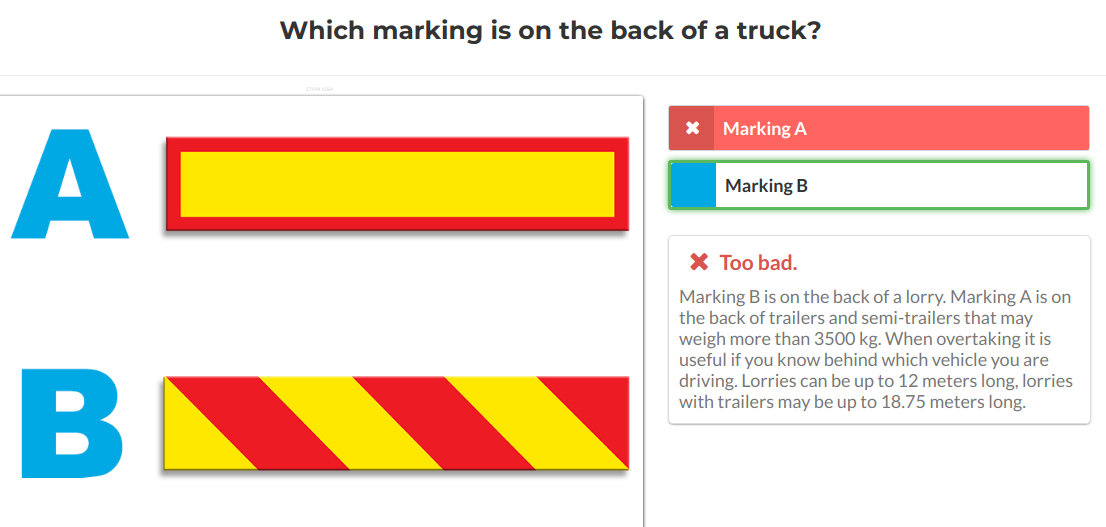 Which marking is on the back of a truck?
A
Marking A
Marking B
Too bad.
Marking B is on the back of a lorry. Marking A is on
the back of trailers and semi-trailers that may
weigh more than 3500 kg. When overtaking it is
useful if you know behind which vehicle you are
driving. Lorries can be up to 12 meters long, lorries
with trailers may be up to 18.75 meters long.
B